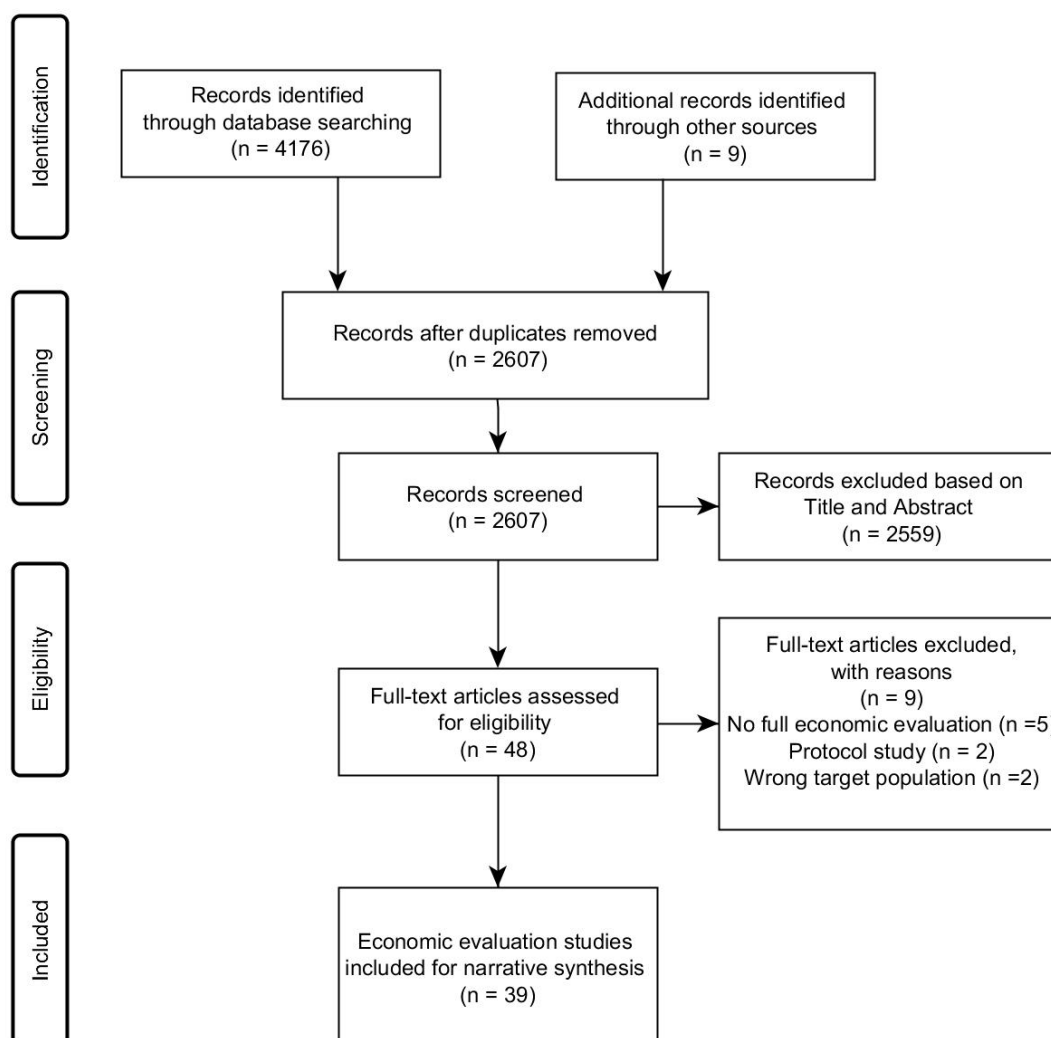 Identification
Records identified
through database searching
(n = 4176)
Additional records identified
through other sources
(n = 9)
Screening
Records after duplicates removed
(n = 2607)
Records screened
(n = 2607)
Records excluded based on
Title and Abstract
(n = 2559)
Eligibility
Full-text articles assessed
for eligibility
(n = 48)
Full-text articles excluded,
with reasons
(n = 9)
No full economic evaluation (n =5)
Protocol study (n = 2)
Wrong target population (n =2)
Included
Economic evaluation studies
included for narrative synthesis
(n = 39)